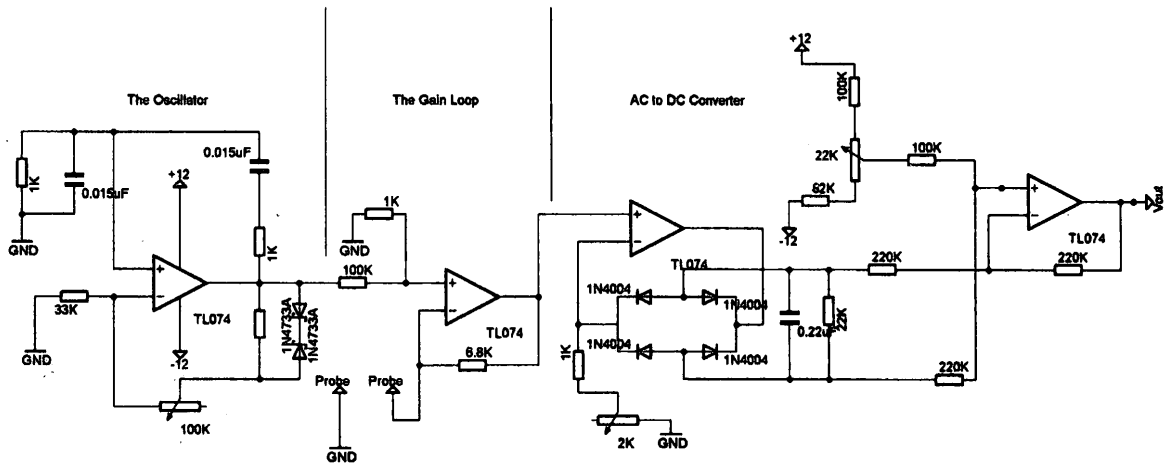 The Oscillator
The Gain Loop
AC to DC Converter
+12
100K
22K
62K
-12
100K
0.015uF
0.015uF
1K
GND
+12
1K
TL074
-12
33K
GND
1N4733A
1N4733A
100K
1K
GND
100K
TL074
6.8K
Probe
Probe
GND
TL074
1N4004
1N4004
1N4004
1N4004
1K
2K
GND
0.22uF
22K
220K
220K
220K
TL074
Vout